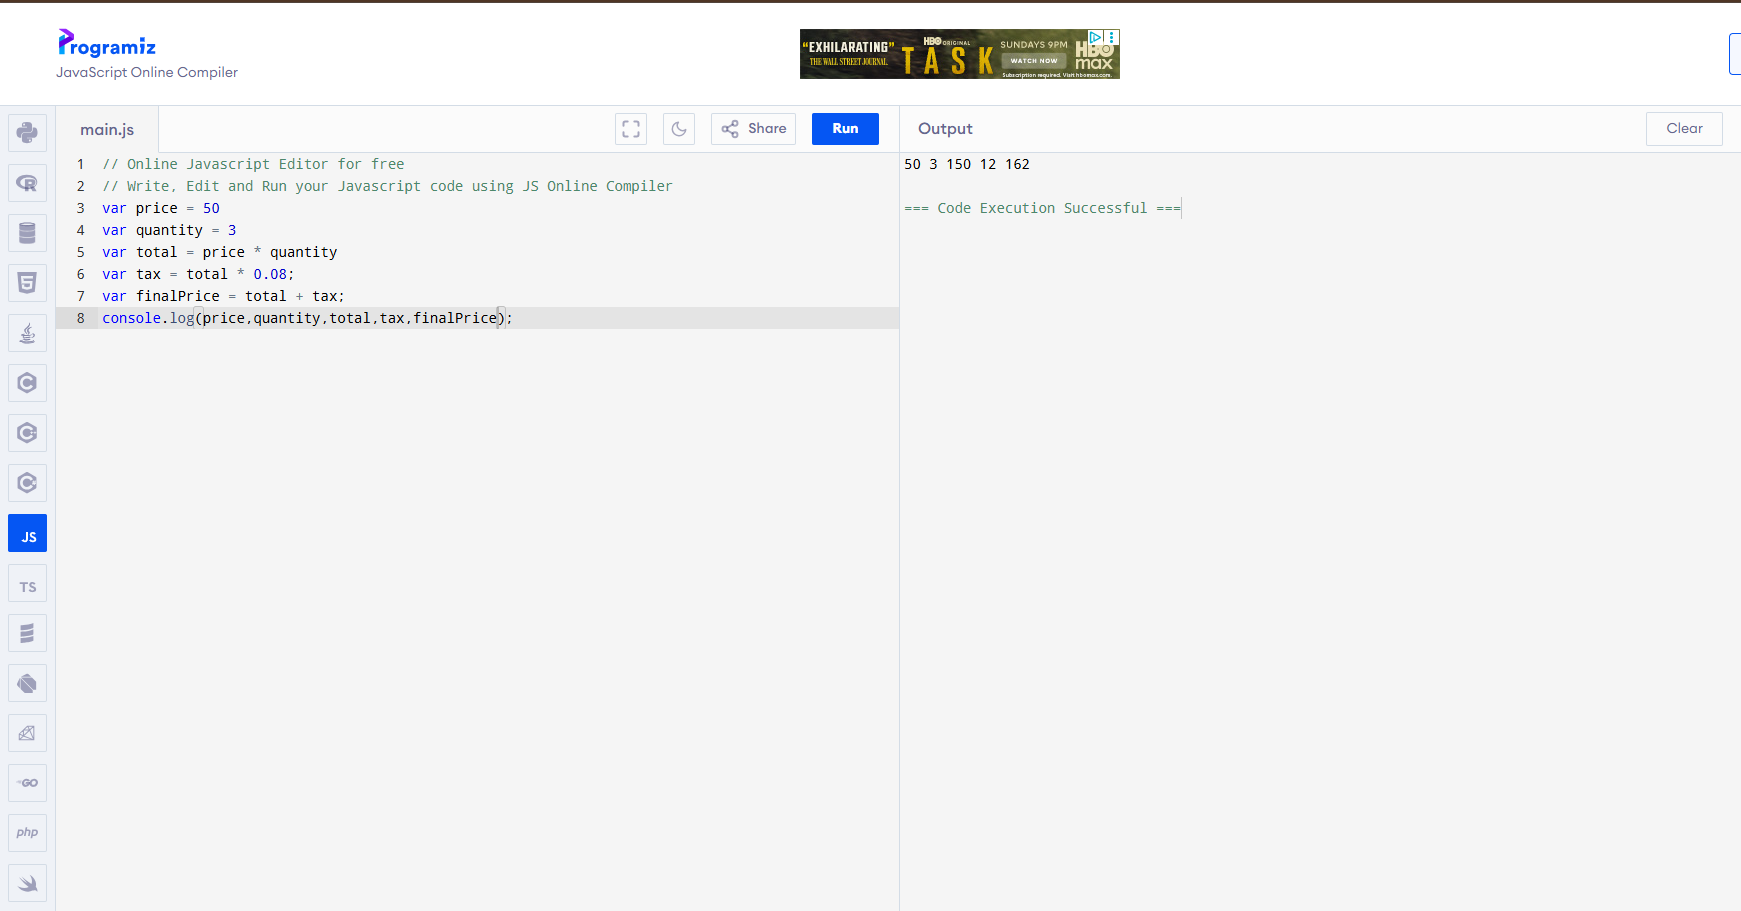 Programiz
JavaScript Online Compiler
"EXHILARATING"
THE WALL STREET JOURNAL
HBO ORIGINAL
TASK
SUNDAYS 9PM
WATCH NOW
HBO
max
Subscription required. Visit hbomax.com.
main.js
Share
Run
Output
Clear
1 // Online Javascript Editor for free
2 // Write, Edit and Run your Javascript code using JS Online Compiler
3 var price = 50
4 var quantity = 3
5 var total = price * quantity
6 var tax = total * 0.08;
7 var finalPrice = total + tax;
8 console.log(price,quantity,total,tax,finalPrice);
50 3 150 12 162
=== Code Execution Successful ===
R
5
C
C+
C
JS
TS
GO
php